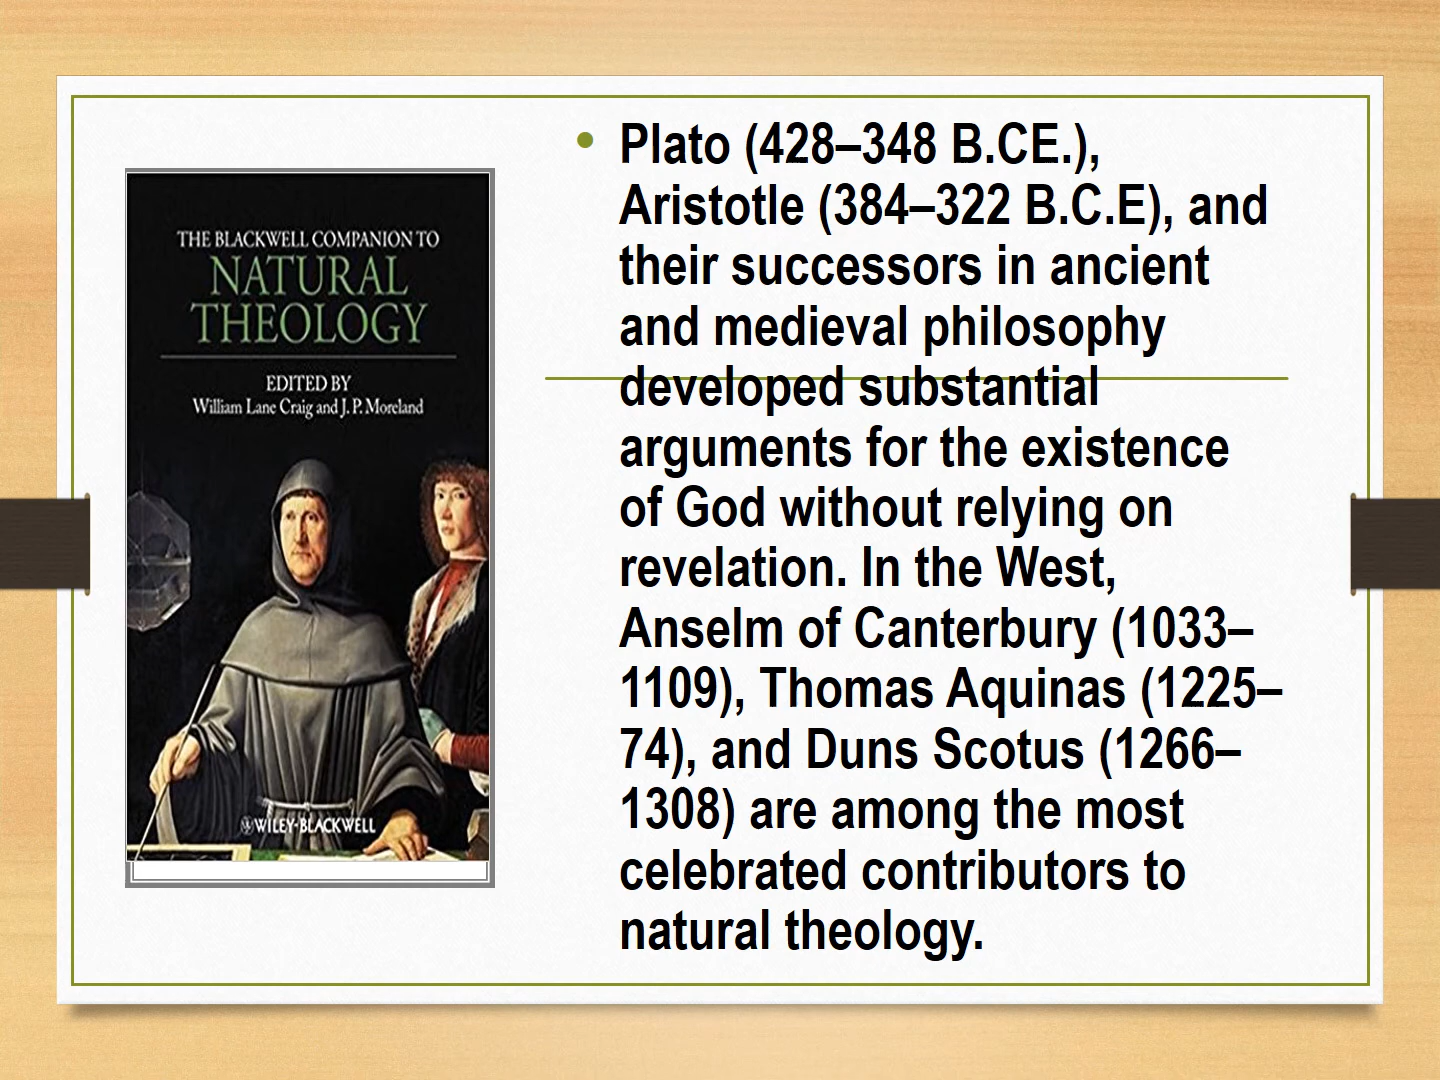 THE BLACKWELL COMPANION TO
NATURAL
THEOLOGY
EDITED BY
William Lane Craig and J. P. Moreland
WILEY-BLACKWELL
• Plato (428–348 B.CE.),
Aristotle (384–322 B.C.E), and
their successors in ancient
and medieval philosophy
developed substantial
arguments for the existence
of God without relying on
revelation. In the West,
Anselm of Canterbury (1033–
1109), Thomas Aquinas (1225–
74), and Duns Scotus (1266–
1308) are among the most
celebrated contributors to
natural theology.